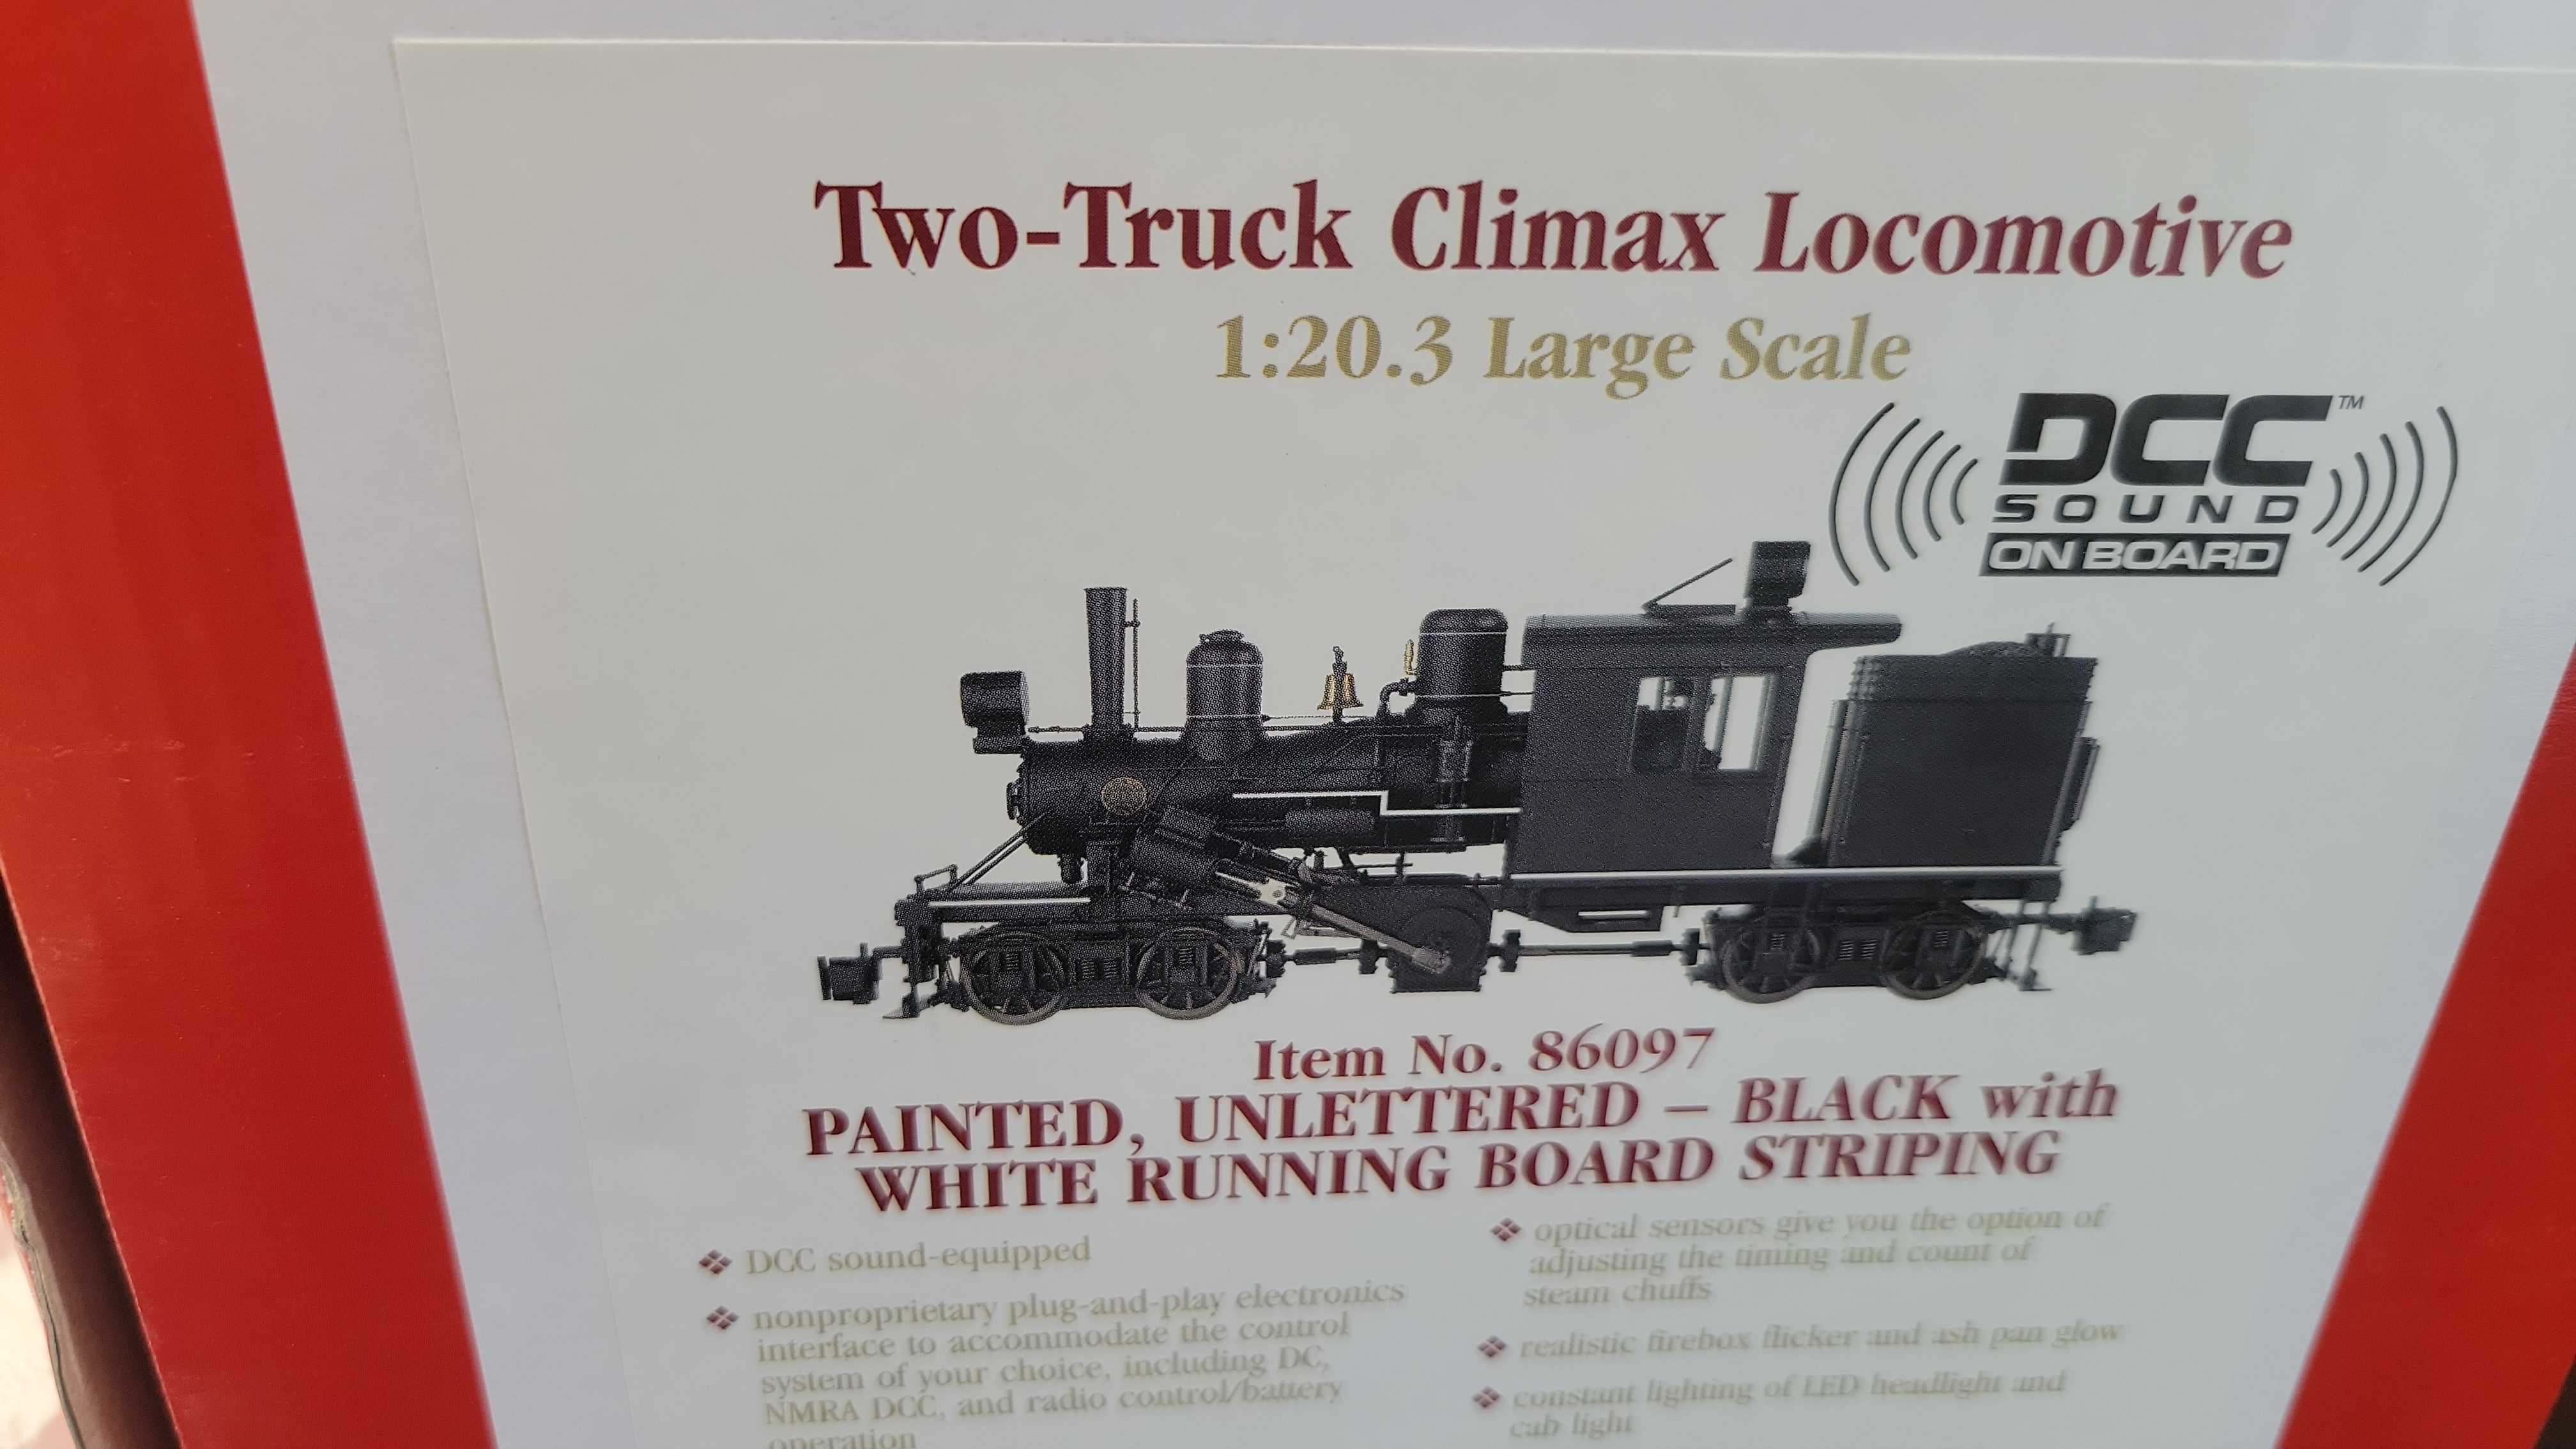 Two-Truck Climax Locomotive
1:20.3 Large Scale
DCC™
SOUND
ON BOARD
Item No. 86097
PAINTED, UNLETTERED – BLACK with
WHITE RUNNING BOARD STRIPING
❖ DCC sound-equipped
❖ nonproprietary plug-and-play electronics
interface to accommodate the control
system of your choice, including DC,
NMRA DCC, and radio control/battery
operation
❖ optical sensors give you the option of
adjusting the timing and count of
steam chuffs
❖ realistic firebox flicker and ash pan glow
❖ constant lighting of LED headlight and
cab light